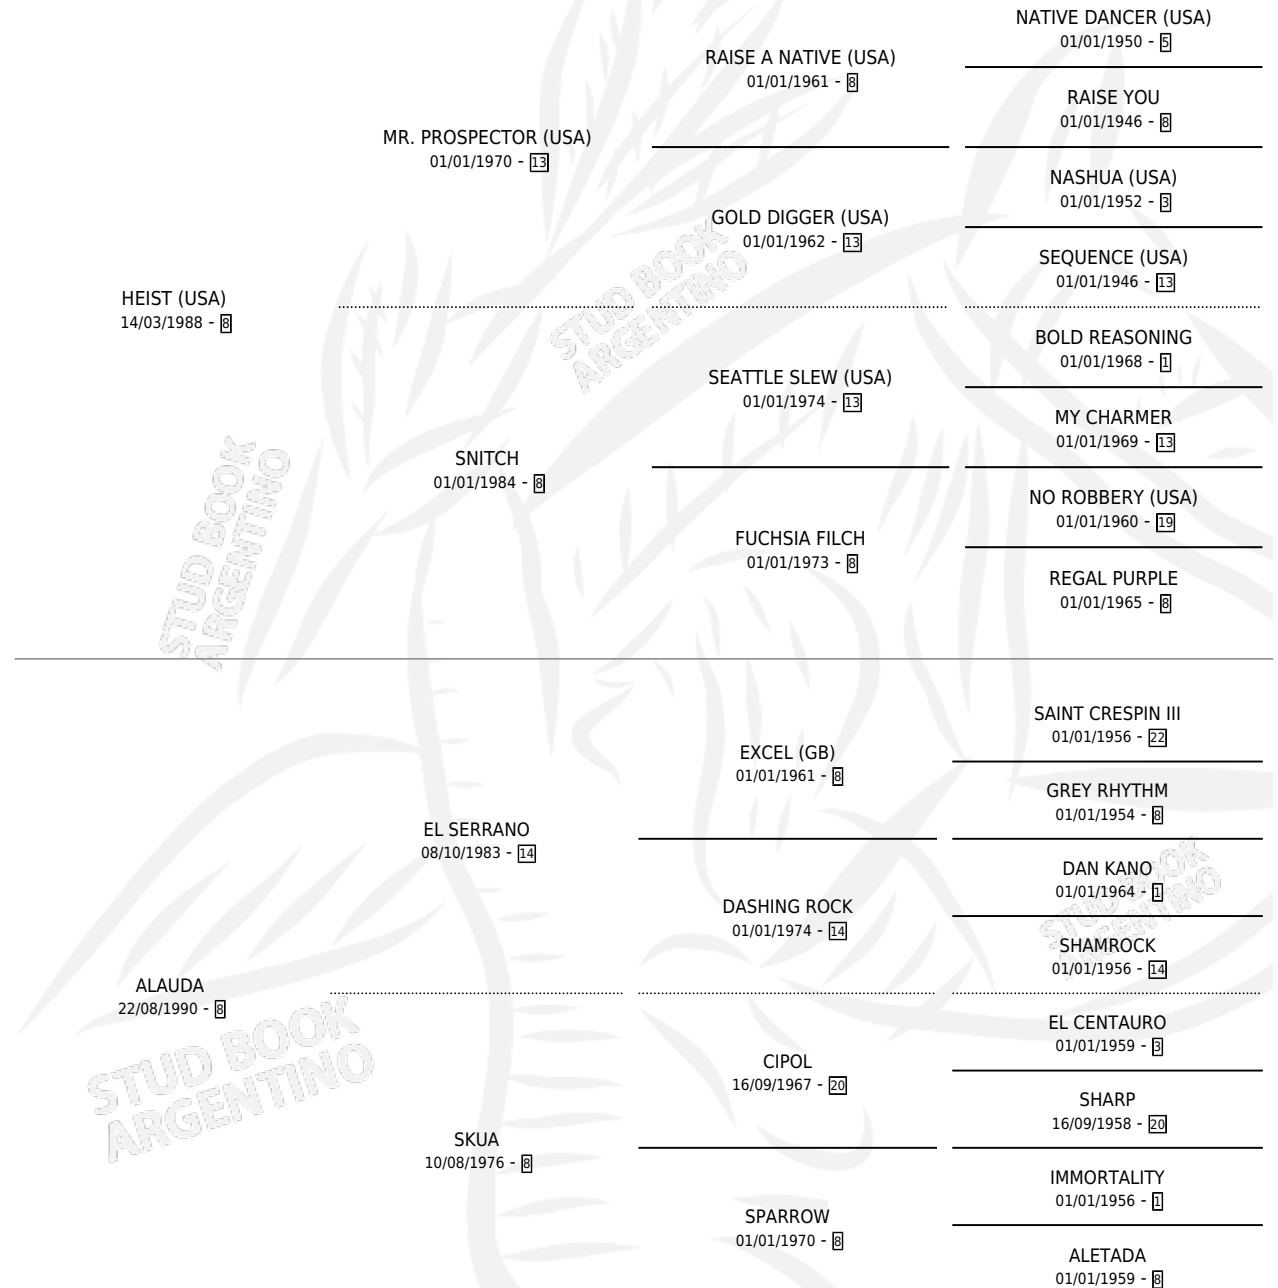 NATIVE DANCER (USA)
01/01/1950 - 5
RAISE A NATIVE (USA)
01/01/1961 - 8
RAISE YOU
01/01/1946 - 8
MR. PROSPECTOR (USA)
01/01/1970 - 13
NASHUA (USA)
01/01/1952 - 3
GOLD DIGGER (USA)
01/01/1962 - 13
SEQUENCE (USA)
01/01/1946 - 13
HEIST (USA)
14/03/1988 - 8
STUD BOOK
ARGENTINO
BOLD REASONING
01/01/1968 - 1
SEATTLE SLEW (USA)
01/01/1974 - 13
MY CHARMER
01/01/1969 - 13
SNITCH
01/01/1984 - 8
NO ROBBERY (USA)
01/01/1960 - 19
FUCHSIA FILCH
01/01/1973 - 8
REGAL PURPLE
01/01/1965 - 8
STUD BOOK
ARGENTINO
SAINT CRESPIN III
01/01/1956 - 22
EXCEL (GB)
01/01/1961 - 8
GREY RHYTHM
01/01/1954 - 8
EL SERRANO
08/10/1983 - 14
DAN KANO
01/01/1964 - 1
DASHING ROCK
01/01/1974 - 14
SHAMROCK
01/01/1956 - 14
STUD BOOK
ARGENTINO
ALAUDA
22/08/1990 - 8
EL CENTAURO
01/01/1959 - 3
CIPOL
16/09/1967 - 20
SHARP
16/09/1958 - 20
STUD BOOK
ARGENTINO
SKUA
10/08/1976 - 8
IMMORTALITY
01/01/1956 - 1
SPARROW
01/01/1970 - 8
ALETADA
01/01/1959 - 8